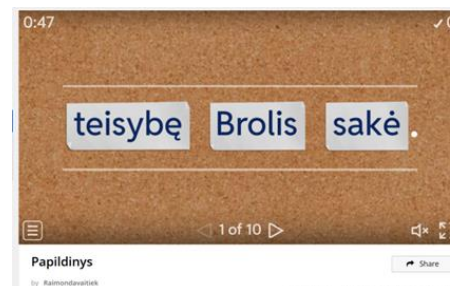 0:47
teisybę Brolis sakė.
1 of 10
Papildinys
Share
by Raimondavaitiek